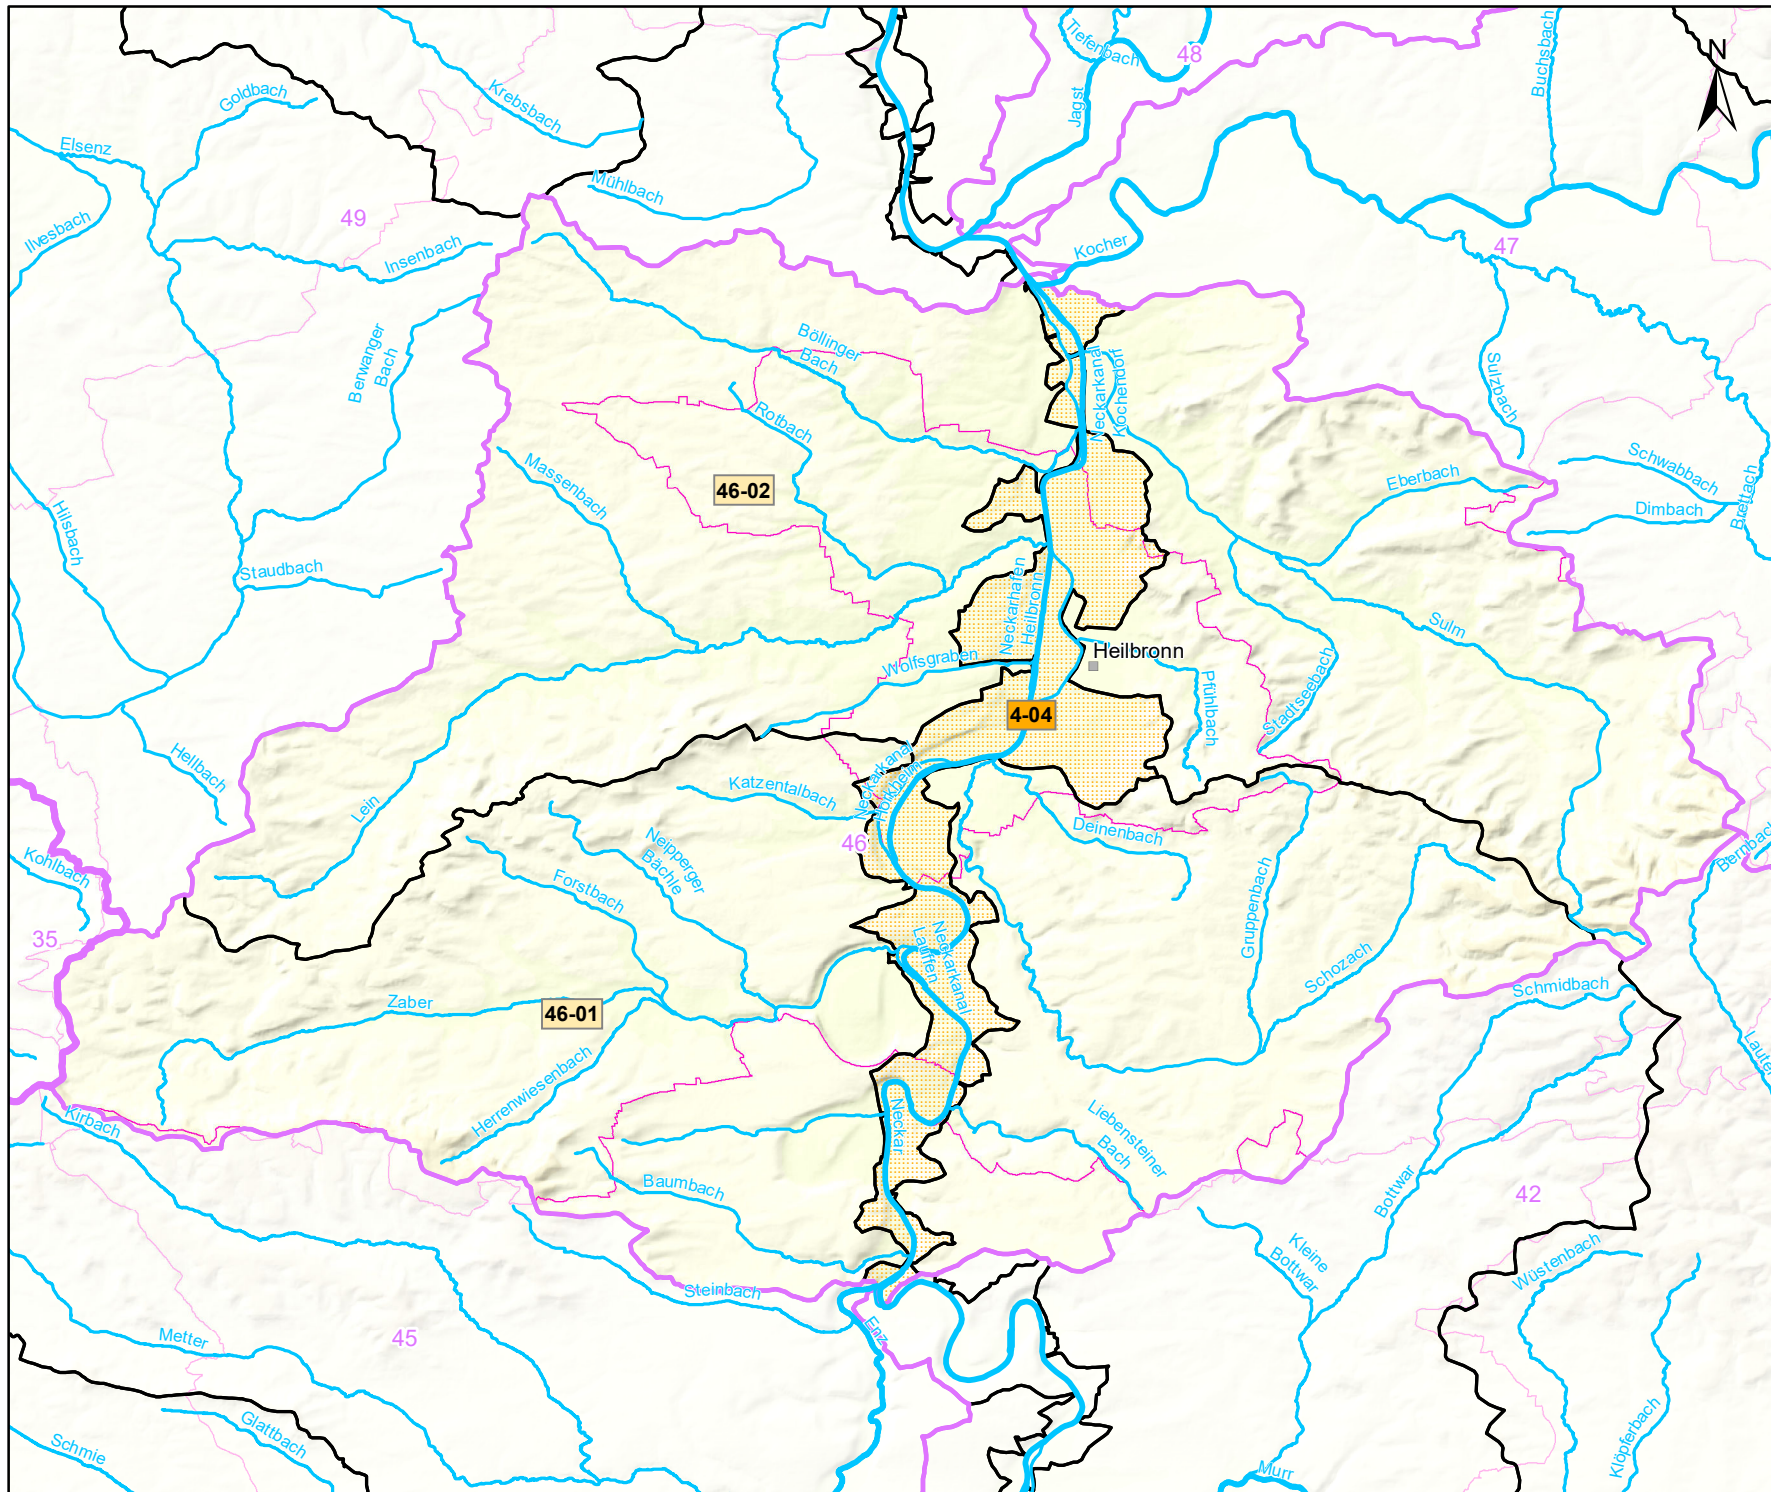 Tiefenbach
48
N
Buchsbach
Goldbach
Krebsbach
Jagst
Elsenz
Mühlbach
49
Ilvesbach
Insenbach
Kocher
47
Berwanger
Bach
Böllinger
Bach
Neckarkanal
Kochendorf
Sulzbach
Rotbach
Massenbach
46-02
Eberbach
Schwabbach
Brettach
Dimbach
Hilsbach
Staudbach
Neckarhafen
Heilbronn
Sulm
Heilbronn
Wolfsgraben
Pfühlbach
Stadtseebach
4-04
Hellbach
Lein
Katzentalbach
Neckarkanal
Horkheim
46
Deinenbach
Neipperger
Bächle
Kohlbach
Forstbach
Gruppenbach
Bernbach
35
Neckarkanal
Lauffen
Schozach
Schmidbach
Zaber
46-01
Herrenwiesenbach
Lauter
Kirbach
Neckar
Liebensteiner
Bach
Baumbach
Bottwar
42
Kleine
Bottwar
Wüstenbach
Steinbach
Enz
Metter
45
Glattbach
Schmie
Klöpferbach
Murr